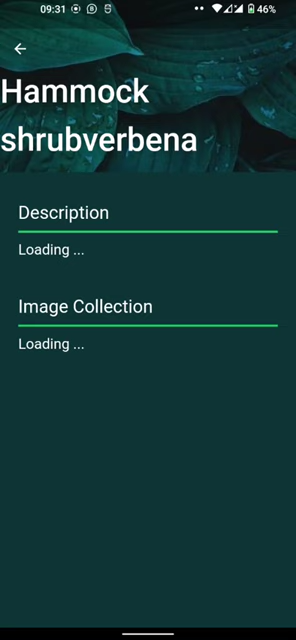 09:31
46%
Hammock
shrubverbena
Description
Loading ...
Image Collection
Loading ...